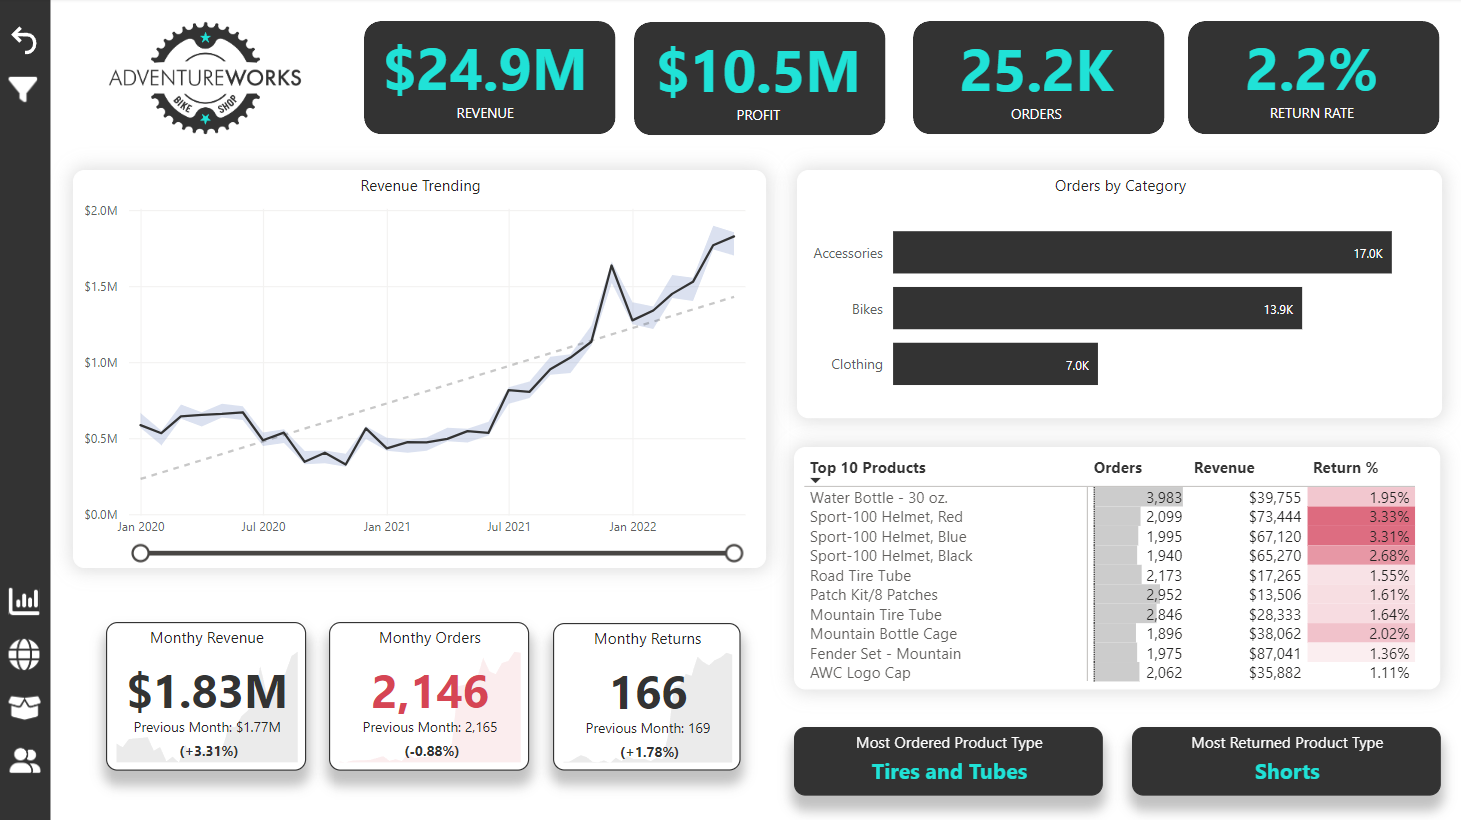 ADVENTUREWORKS
BIKE SHOP
$24.9M
REVENUE
$10.5M
PROFIT
25.2K
ORDERS
2.2%
RETURN RATE
Revenue Trending
$2.0M
$1.5M
$1.0M
$0.5M
$0.0M
Jan 2020 Jul 2020 Jan 2021 Jul 2021 Jan 2022
Orders by Category
Accessories 17.0K
Bikes 13.9K
Clothing 7.0K
Top 10 Products Orders Revenue Return %
Water Bottle - 30 oz. 3,983 $39,755 1.95%
Sport-100 Helmet, Red 2,099 $73,444 3.33%
Sport-100 Helmet, Blue 1,995 $67,120 3.31%
Sport-100 Helmet, Black 1,940 $65,270 2.68%
Road Tire Tube 2,173 $17,265 1.55%
Patch Kit/8 Patches 2,952 $13,506 1.61%
Mountain Tire Tube 2,846 $28,333 1.64%
Mountain Bottle Cage 1,896 $38,062 2.02%
Fender Set - Mountain 1,975 $87,041 1.36%
AWC Logo Cap 2,062 $35,882 1.11%
Monthy Revenue
$1.83M
Previous Month: $1.77M
(+3.31%)
Monthy Orders
2,146
Previous Month: 2,165
(-0.88%)
Monthy Returns
166
Previous Month: 169
(+1.78%)
Most Ordered Product Type
Tires and Tubes
Most Returned Product Type
Shorts